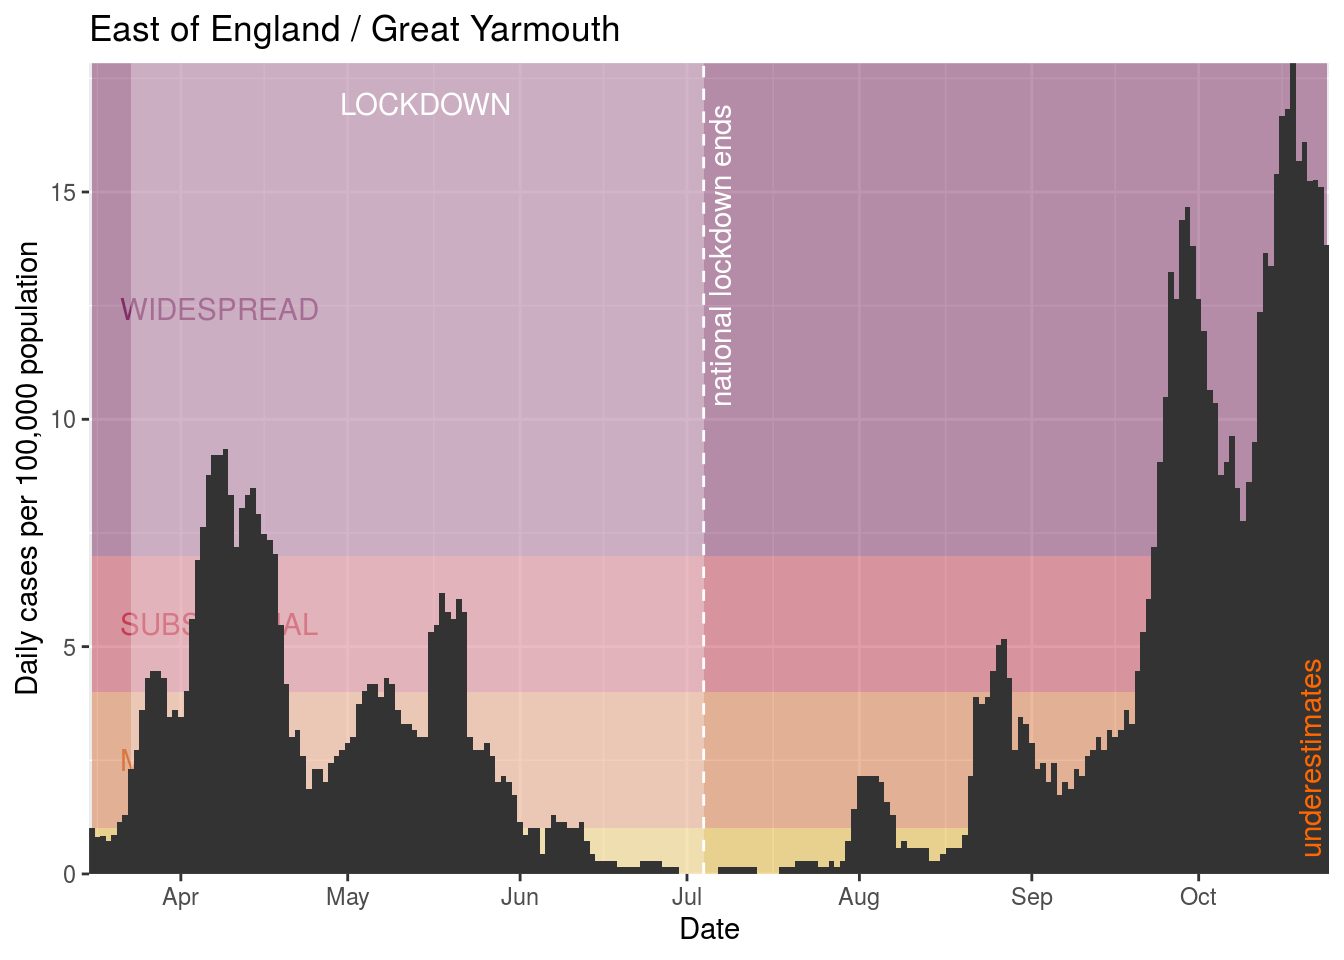 East of England / Great Yarmouth
LOCKDOWN
national lockdown ends
WIDESPREAD
underestimates
Daily cases per 100,000 population
15
10
5
0
Apr
May
Jun
Jul
Aug
Sep
Oct
Date